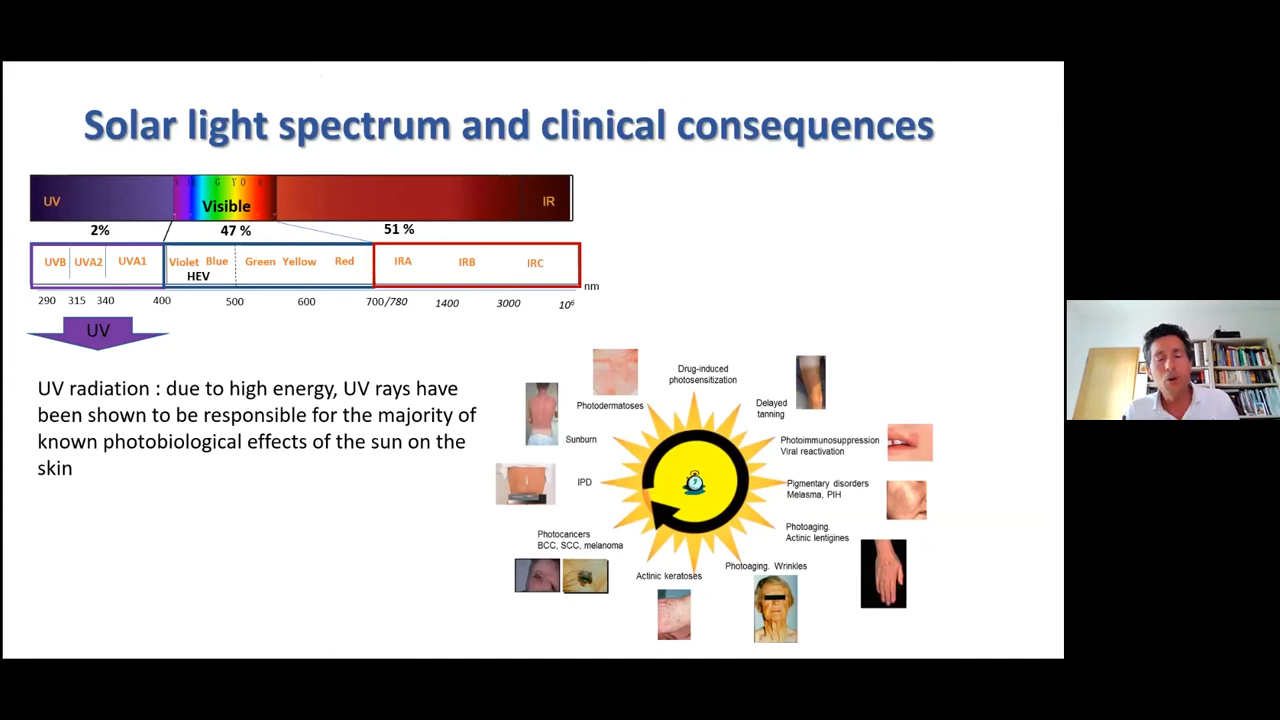 Solar light spectrum and clinical consequences
UV
G Y O
Visible
IR
2%
47 %
51 %
UVB
UVA2
UVA1
Violet
Blue
Green
Yellow
Red
IRA
IRB
IRC
HEV
nm
290
315
340
400
500
600
700/780
1400
3000
10⁶
UV
UV radiation : due to high energy, UV rays have
been shown to be responsible for the majority of
known photobiological effects of the sun on the
skin
Drug-induced
photosensitization
Delayed
tanning
Photoimmunosuppression
Viral reactivation
Pigmentary disorders
Melasma, PIH
Photoaging.
Actinic lentigines
Photoaging. Wrinkles
Actinic keratoses
Photocancers
BCC, SCC, melanoma
IPD
Sunburn
Photodermatoses